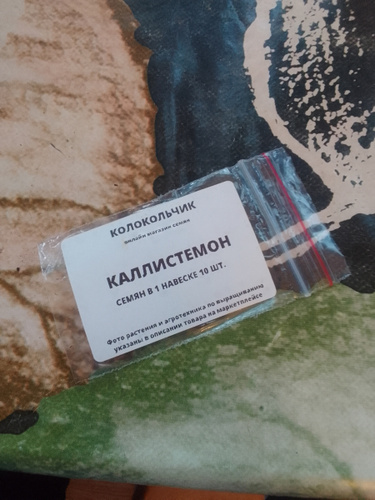 КОЛОКОЛЬЧИК
онлайн магазин семян
КАЛЛИСТЕМОН
СЕМЯН В 1 НАВЕСКЕ 10 ШТ.
Фото растения и агротехника по выращиванию
указаны в описании товара на маркетплейсе